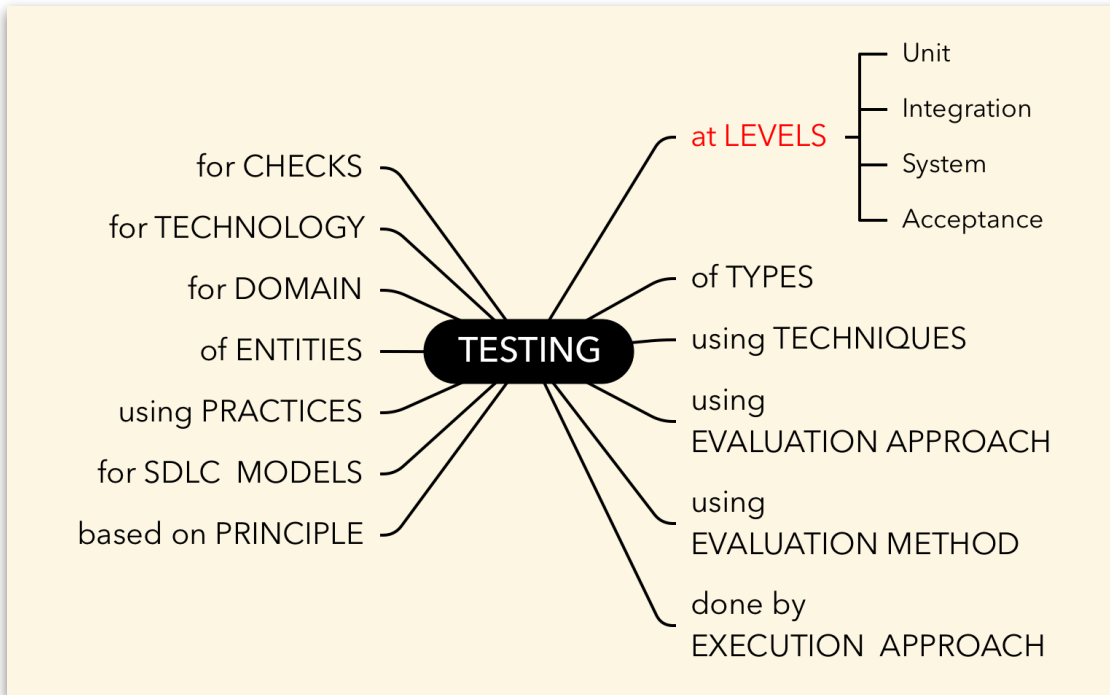 TESTING
at LEVELS
Unit
Integration
System
Acceptance
of TYPES
using TECHNIQUES
using
EVALUATION APPROACH
using
EVALUATION METHOD
done by
EXECUTION  APPROACH
for CHECKS
for TECHNOLOGY
for DOMAIN
of ENTITIES
using PRACTICES
for SDLC  MODELS
based on PRINCIPLE